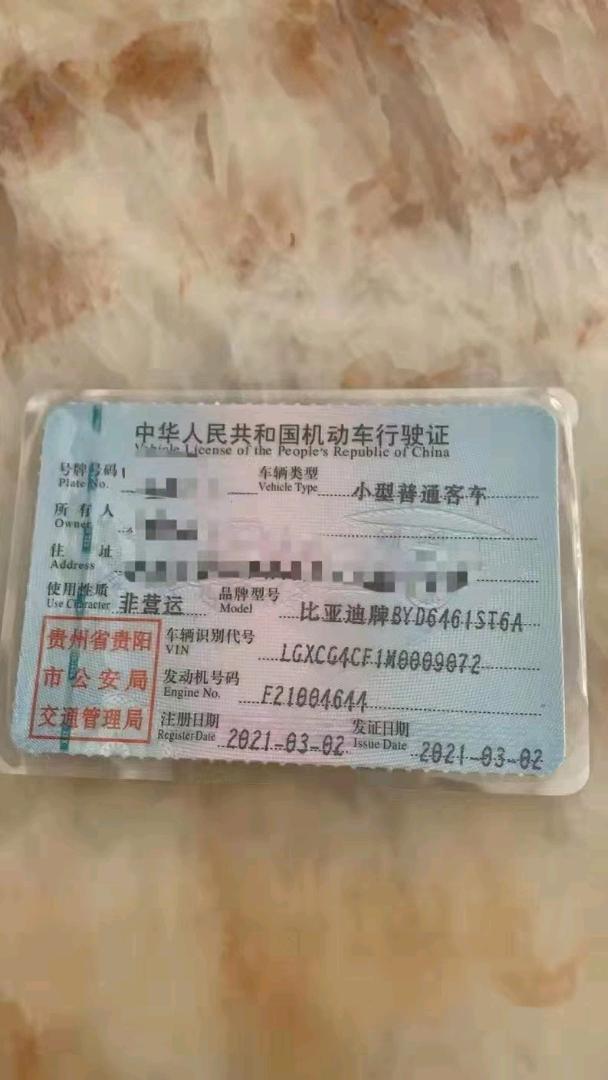 中华人民共和国机动车行驶证
Vehicle License of the People's Republic of China
号牌号码
Plate No.
车辆类型
Vehicle Type
小型普通客车
所有人
Owner
住址
Address
使用性质
Use Character
非营运
品牌型号
Model
比亚迪牌BYD6461ST6A
贵州省贵阳
市公安局
交通管理局
车辆识别代号
VIN
LGXCG4CF1M0009072
发动机号码
Engine No.
F21004644
注册日期
Register Date
2021-03-02
发证日期
Issue Date
2021-03-02